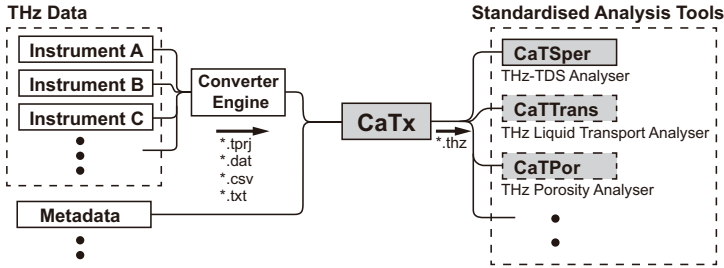 THz Data
Instrument A
Instrument B
Instrument C
Converter
Engine
*.tprj
*.dat
*.csv
*.txt
Metadata
CaTx
*.thz
Standardised Analysis Tools
CaTSper
THz-TDS Analyser
CaTTrans
THz Liquid Transport Analyser
CaTPor
THz Porosity Analyser